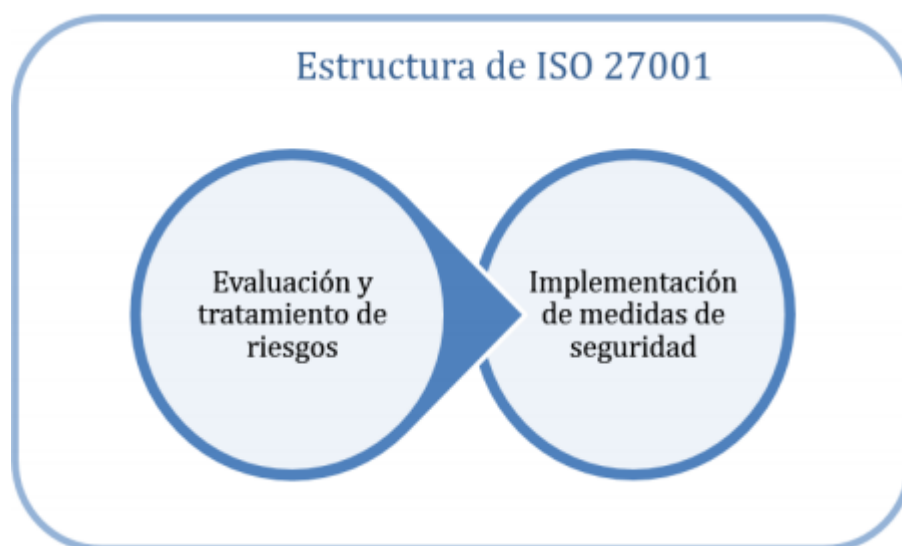 Estructura de ISO 27001
Evaluación y
tratamiento de
riesgos
Implementación
de medidas de
seguridad